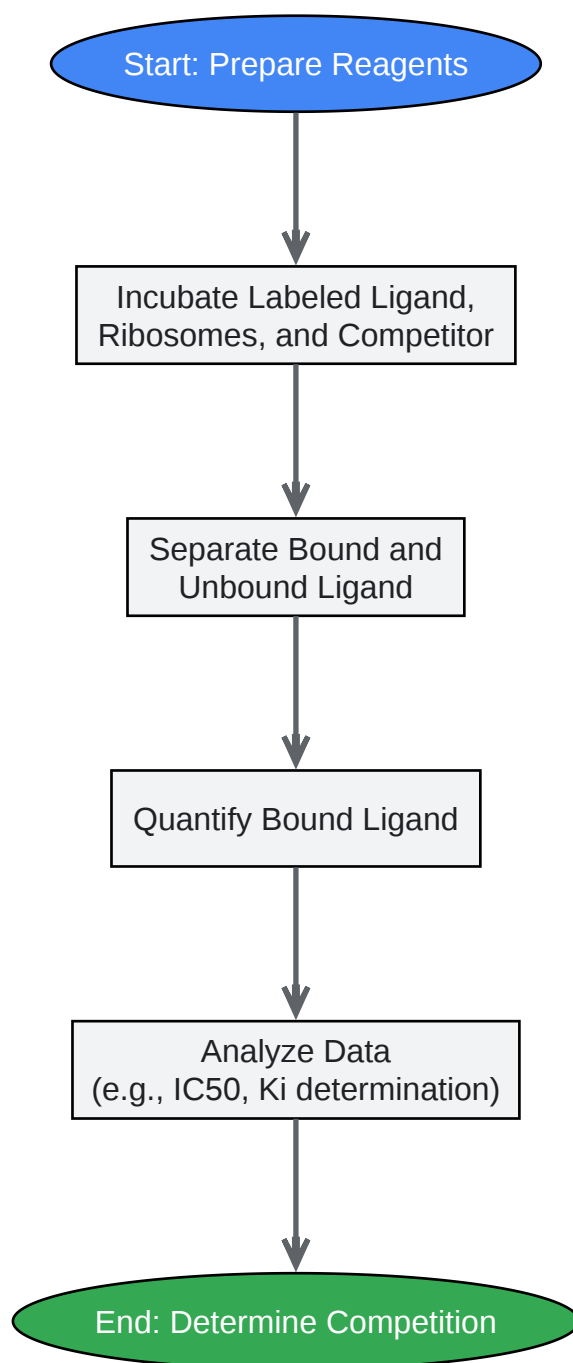 Start: Prepare Reagents
Incubate Labeled Ligand,
Ribosomes, and Competitor
Separate Bound and
Unbound Ligand
Quantify Bound Ligand
Analyze Data
(e.g., IC50, Ki determination)
End: Determine Competition